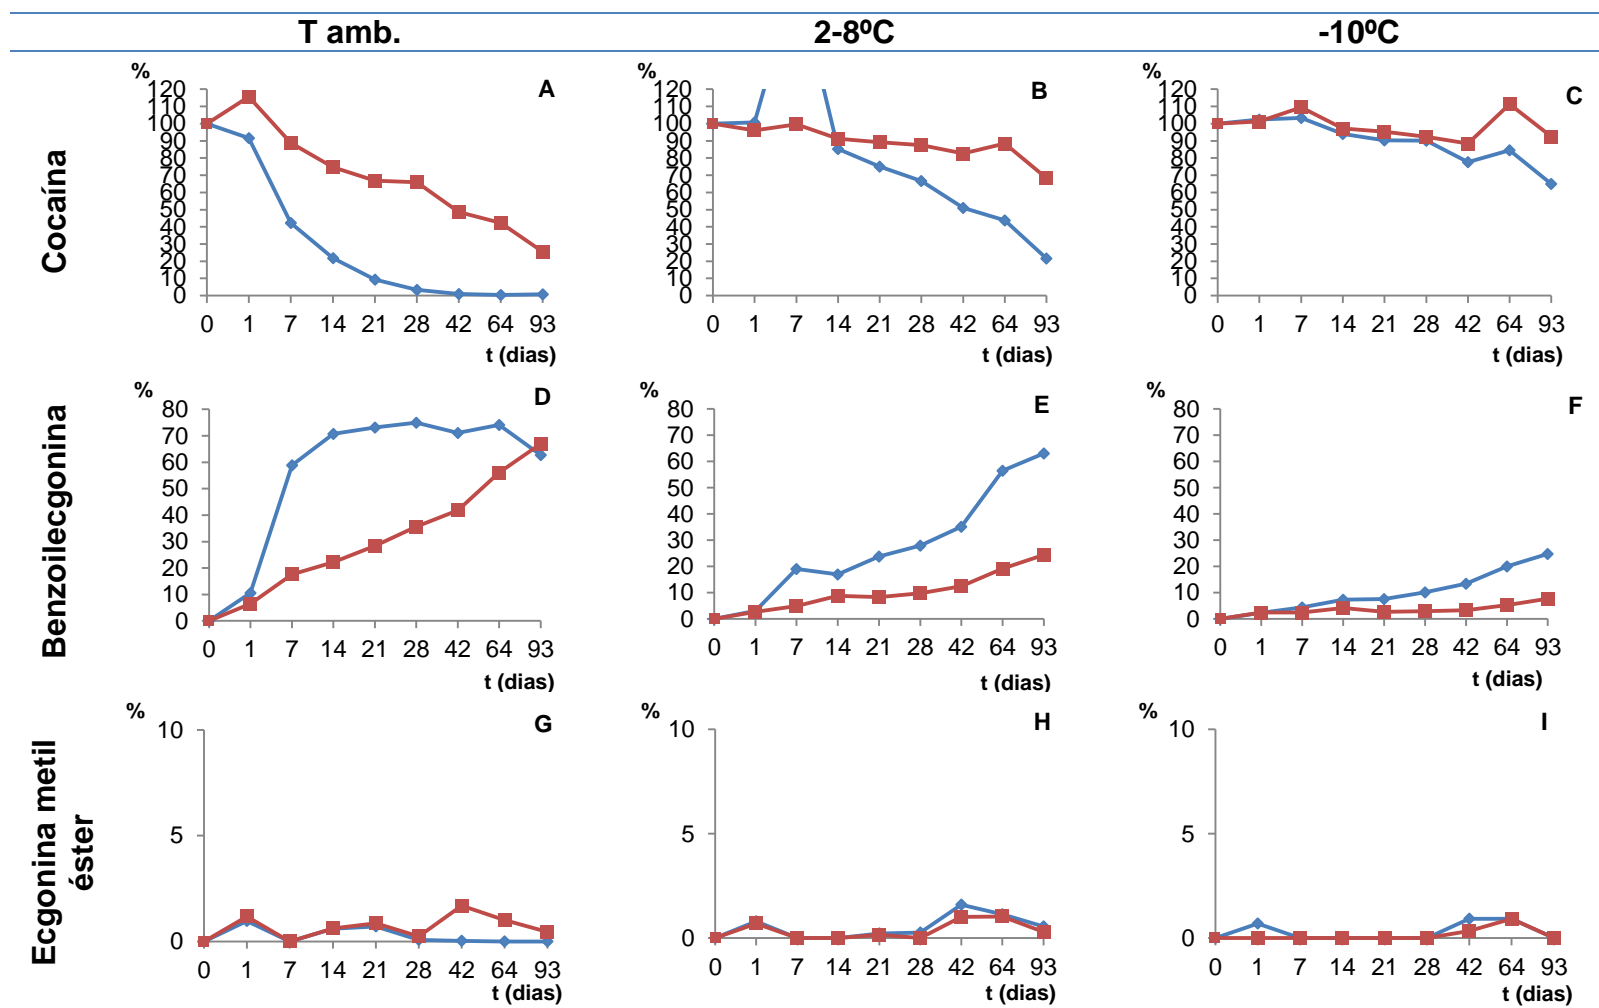 T amb. 2-8ºC -10ºC
Cocaína
%
A
120
110
100
90
80
70
60
50
40
30
20
10
0
0 1 7 14 21 28 42 64 93
t (dias)
%
B
120
110
100
90
80
70
60
50
40
30
20
10
0
0 1 7 14 21 28 42 64 93
t (dias)
%
C
120
110
100
90
80
70
60
50
40
30
20
10
0
0 1 7 14 21 28 42 64 93
t (dias)
Benzoilecgonina
%
D
80
70
60
50
40
30
20
10
0
0 1 7 14 21 28 42 64 93
t (dias)
%
E
80
70
60
50
40
30
20
10
0
0 1 7 14 21 28 42 64 93
t (dias)
%
F
80
70
60
50
40
30
20
10
0
0 1 7 14 21 28 42 64 93
t (dias)
Ecgonina metil
éster
%
G
10
5
0
0 1 7 14 21 28 42 64 93
t (dias)
%
H
10
5
0
0 1 7 14 21 28 42 64 93
t (dias)
%
I
10
5
0
0 1 7 14 21 28 42 64 93
t (dias)